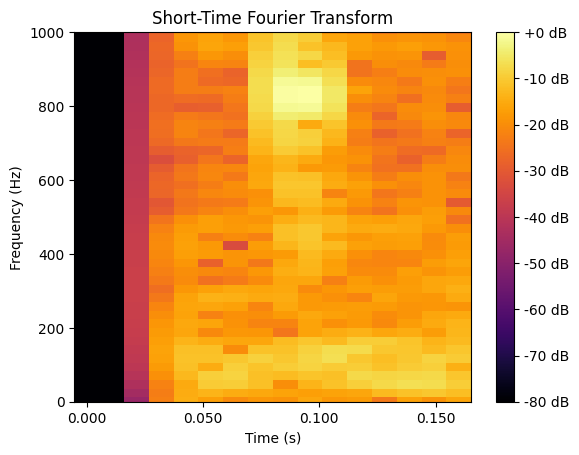 Short-Time Fourier Transform
1000
800
600
400
200
0
Frequency (Hz)
0.000
0.050
0.100
0.150
Time (s)
+0 dB
-10 dB
-20 dB
-30 dB
-40 dB
-50 dB
-60 dB
-70 dB
-80 dB